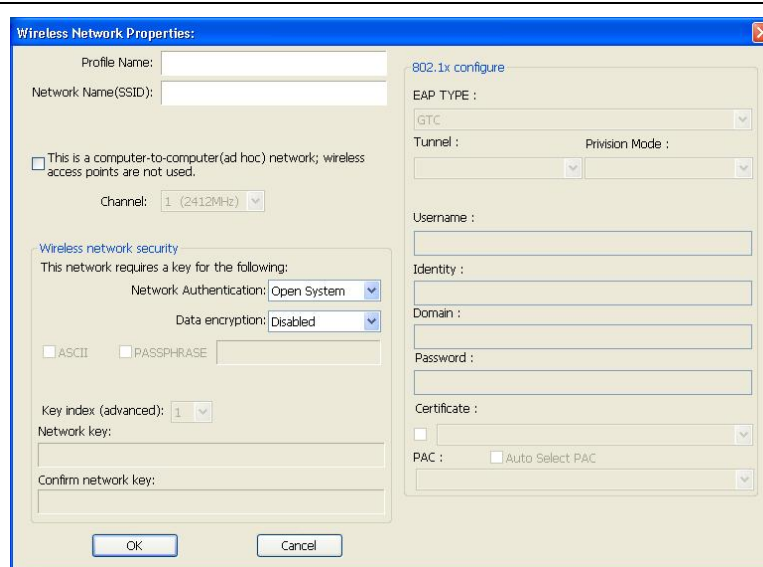 Wireless Network Properties:
Profile Name:
Network Name(SSID):
This is a computer-to-computer(ad hoc) network; wireless
access points are not used.
Channel: 1 (2412MHz)
Wireless network security
This network requires a key for the following:
Network Authentication: Open System
Data encryption: Disabled
ASCII PASSPHRASE
Key index (advanced): 1
Network key:
Confirm network key:
OK Cancel
802.1x configure
EAP TYPE :
GTC
Tunnel : Privision Mode :
Username :
Identity :
Domain :
Password :
Certificate :
PAC : Auto Select PAC